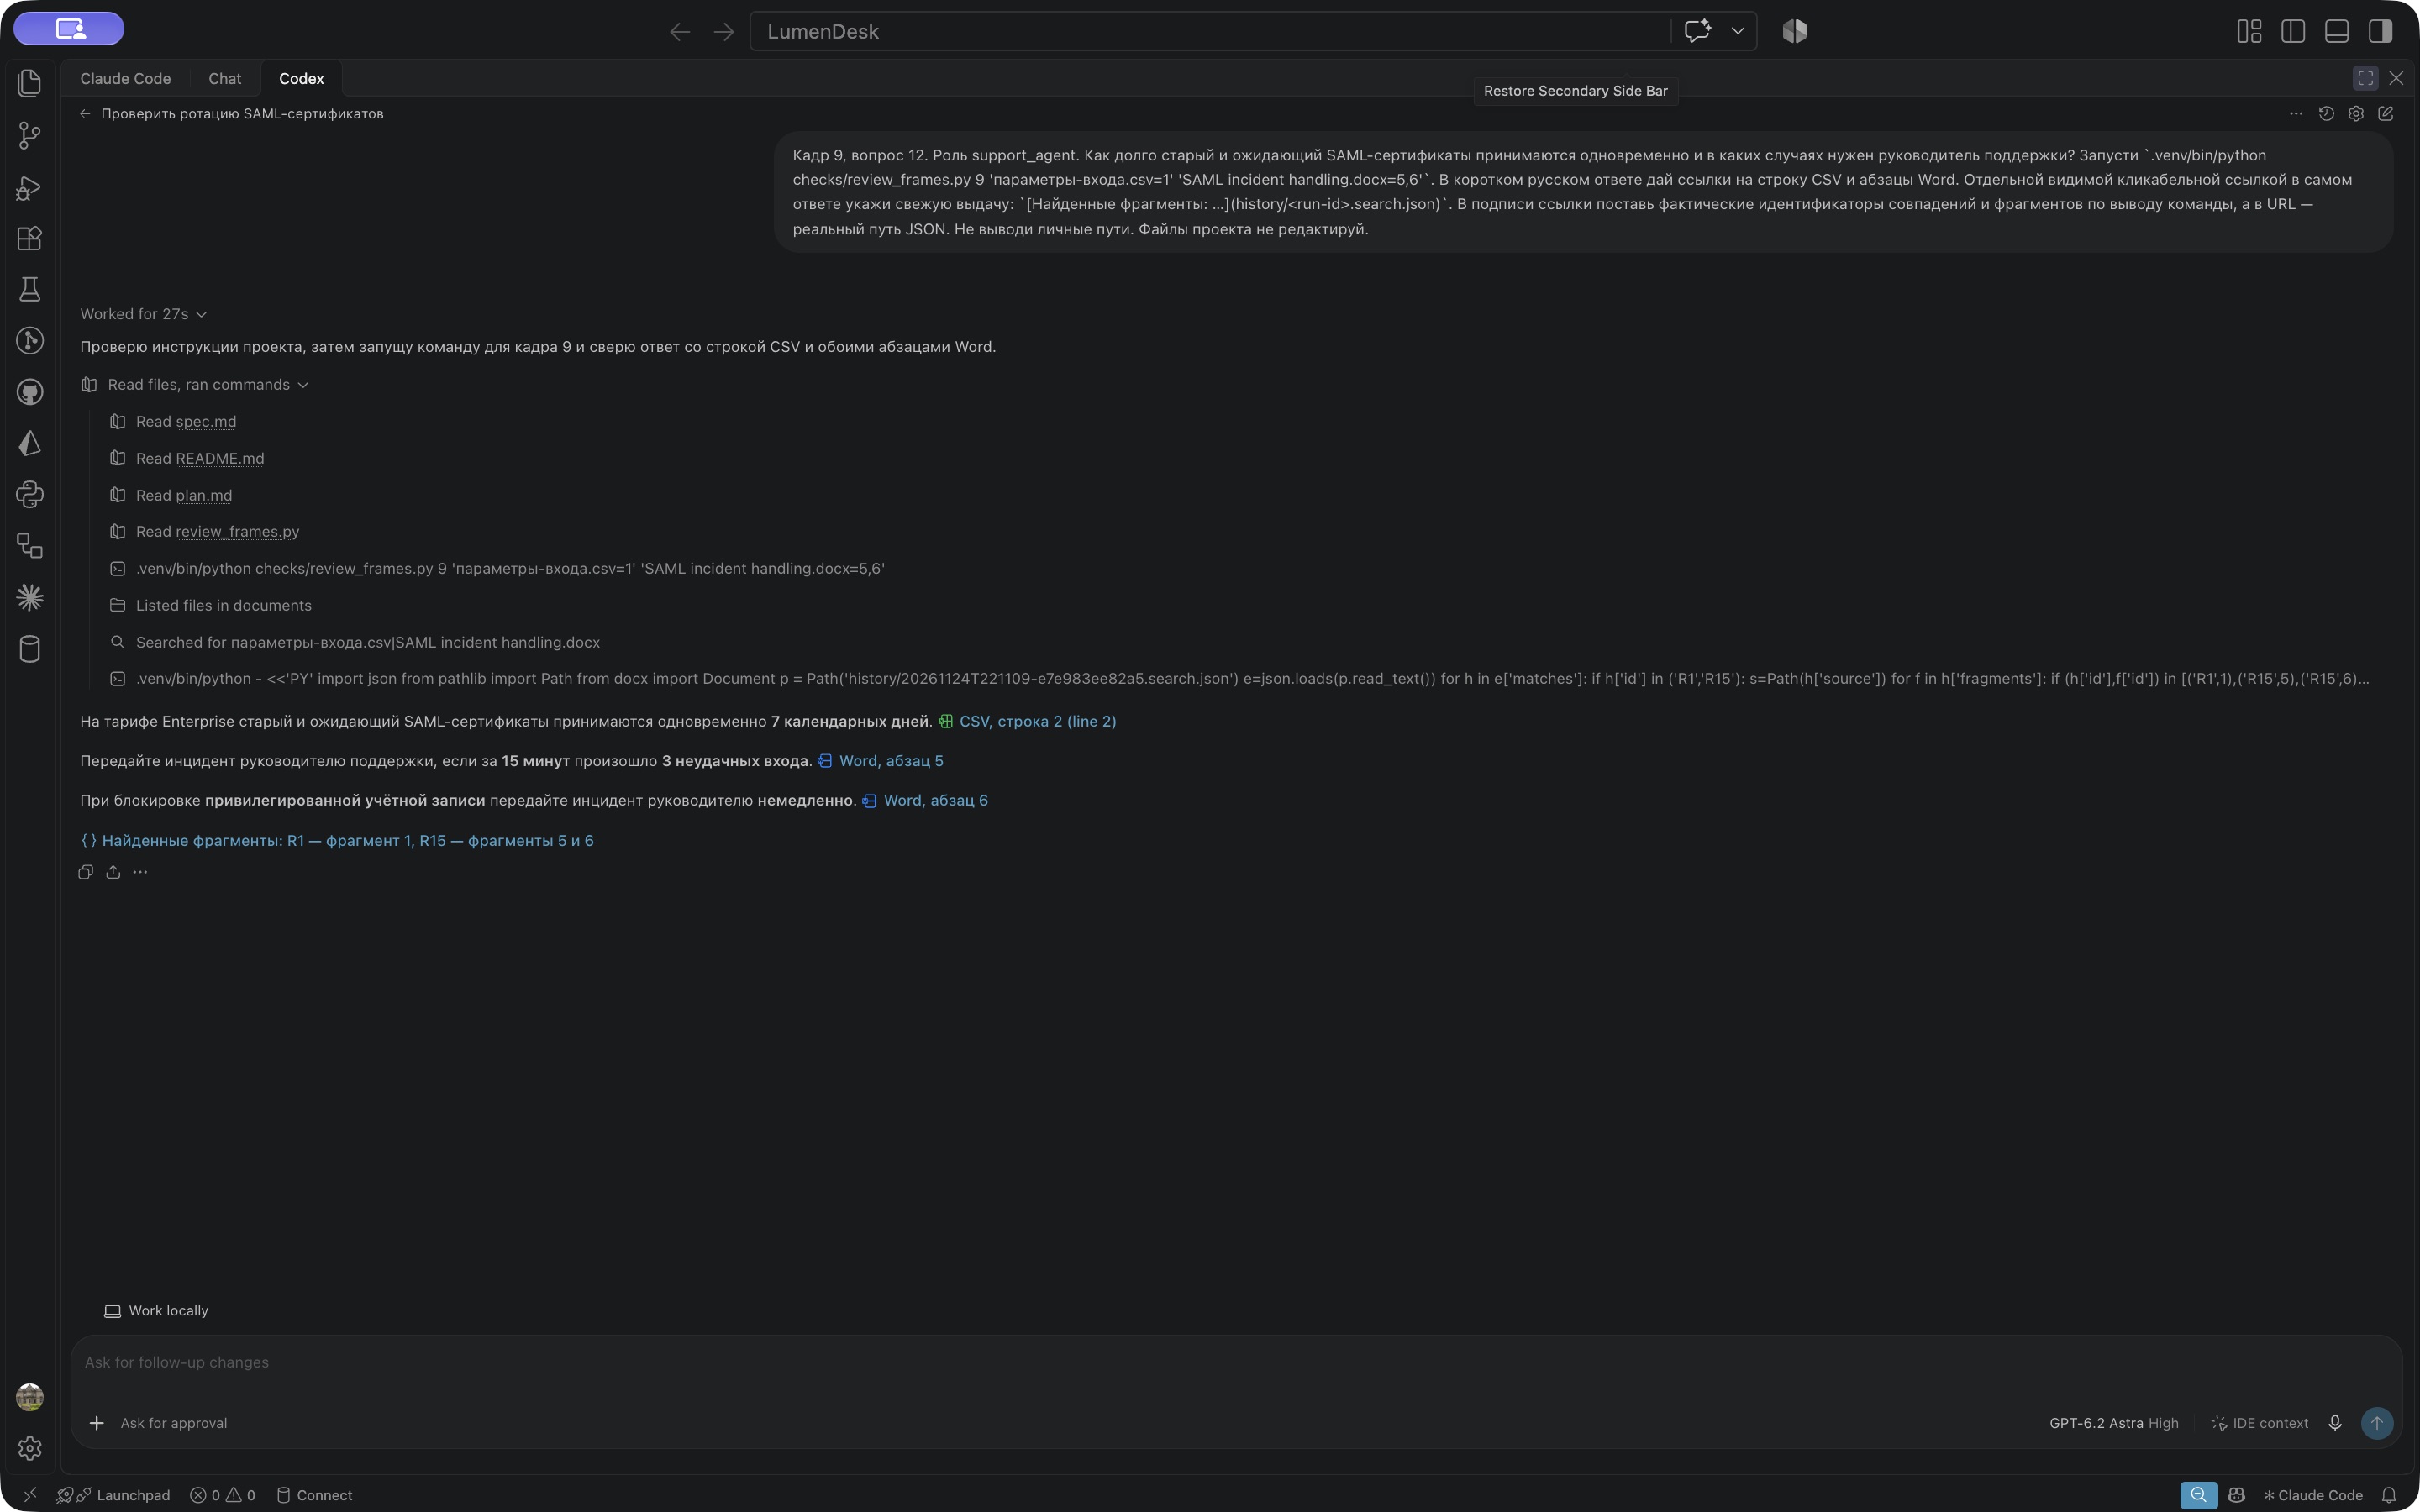 LumenDesk
Claude Code
Chat
Codex
Restore Secondary Side Bar
Проверить ротацию SAML-сертификатов
Кадр 9, вопрос 12. Роль support_agent. Как долго старый и ожидающий SAML-сертификаты принимаются одновременно и в каких случаях нужен руководитель поддержки? Запусти `.venv/bin/python
checks/review_frames.py 9 'параметры-входа.csv=1' 'SAML incident handling.docx=5,6'`. В коротком русском ответе дай ссылки на строку CSV и абзацы Word. Отдельной видимой кликабельной ссылкой в самом
ответе укажи свежую выдачу: `[Найденные фрагменты: ...](history/<run-id>.search.json)`. В подписи ссылки поставь фактические идентификаторы совпадений и фрагментов по выводу команды, а в URL —
реальный путь JSON. Не выводи личные пути. Файлы проекта не редактируй.
Worked for 27s
Проверю инструкции проекта, затем запущу команду для кадра 9 и сверю ответ со строкой CSV и обоими абзацами Word.
Read files, ran commands
Read spec.md
Read README.md
Read plan.md
Read review_frames.py
.venv/bin/python checks/review_frames.py 9 'параметры-входа.csv=1' 'SAML incident handling.docx=5,6'
Listed files in documents
Searched for параметры-входа.csv|SAML incident handling.docx
.venv/bin/python - <<'PY' import json from pathlib import Path from docx import Document p = Path('history/20261124T221109-e7e983ee82a5.search.json') e=json.loads(p.read_text()) for h in e['matches']: if h['id'] in ('R1','R15'): s=Path(h['source']) for f in h['fragments']: if (h['id'],f['id']) in [('R1',1),('R15',5),('R15',6)...
На тарифе Enterprise старый и ожидающий SAML-сертификаты принимаются одновременно 7 календарных дней. CSV, строка 2 (line 2)
Передайте инцидент руководителю поддержки, если за 15 минут произошло 3 неудачных входа. Word, абзац 5
При блокировке привилегированной учётной записи передайте инцидент руководителю немедленно. Word, абзац 6
{} Найденные фрагменты: R1 — фрагмент 1, R15 — фрагменты 5 и 6
Work locally
Ask for follow-up changes
Ask for approval
GPT-6.2 Astra High
IDE context
Launchpad
0
0
Connect
Claude Code